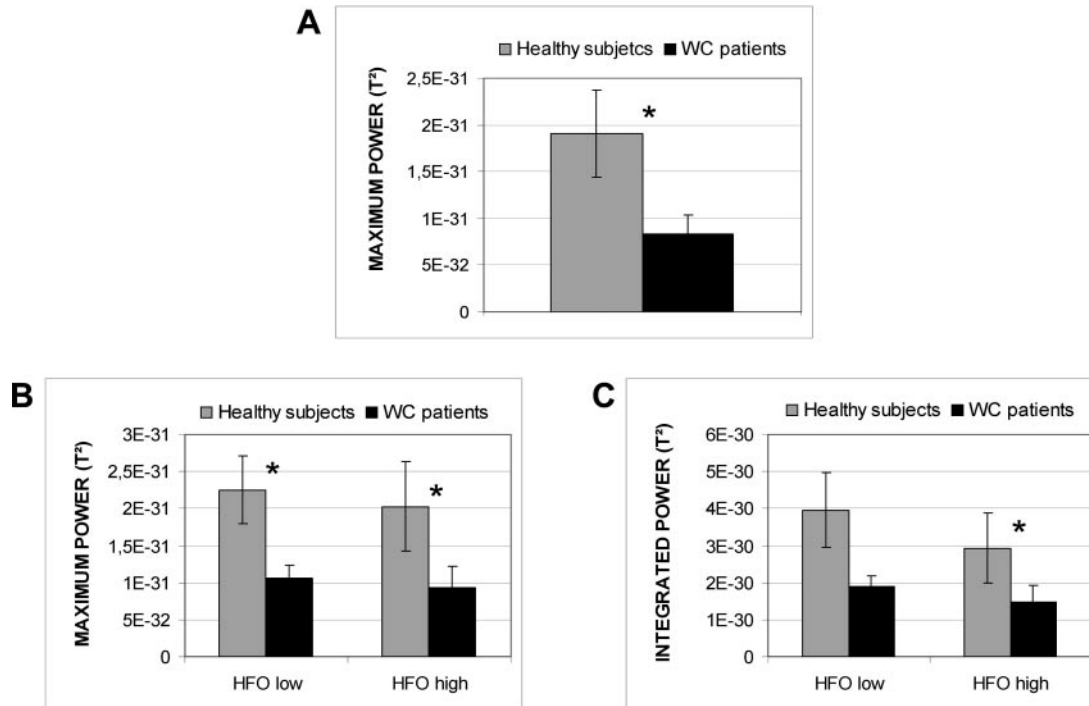 A
Healthy subjetcs WC patients
MAXIMUM POWER (T²)
2,5E-31
2E-31
1,5E-31
1E-31
5E-32
0
*
B
Healthy subjects WC patients
MAXIMUM POWER (T²)
3E-31
2,5E-31
2E-31
1,5E-31
1E-31
5E-32
0
*
*
HFO low HFO high
C
Healthy subjects WC patients
INTEGRATED POWER (T²)
6E-30
5E-30
4E-30
3E-30
2E-30
1E-30
0
*
HFO low HFO high